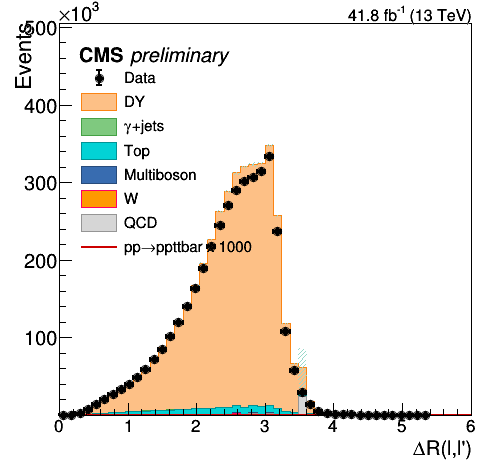 ×10³
41.8 fb⁻¹ (13 TeV)
Events
500
CMS preliminary
Data
DY
γ+jets
400
Top
Multiboson
300
W
QCD
pp→ppttbar × 1000
200
100
0
0 1 2 3 4 5 6
ΔR(l,l')